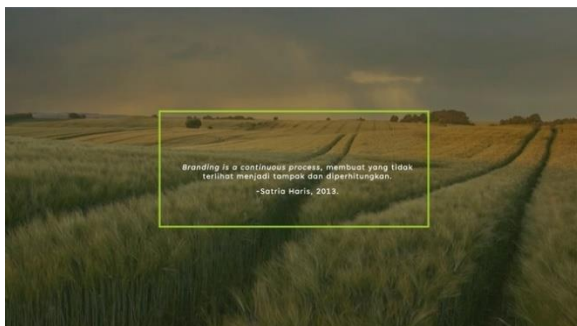 Branding is a continuous process, membuat yang tidak
terlihat menjadi tampak dan diperhitungkan.
-Satria Haris, 2013.